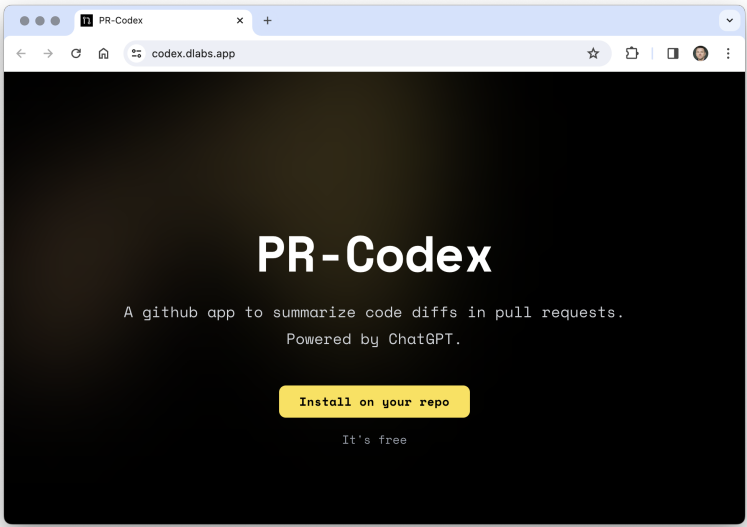 PR-Codex
codex.dlabs.app
PR-Codex
A github app to summarize code diffs in pull requests.
Powered by ChatGPT.
Install on your repo
It's free